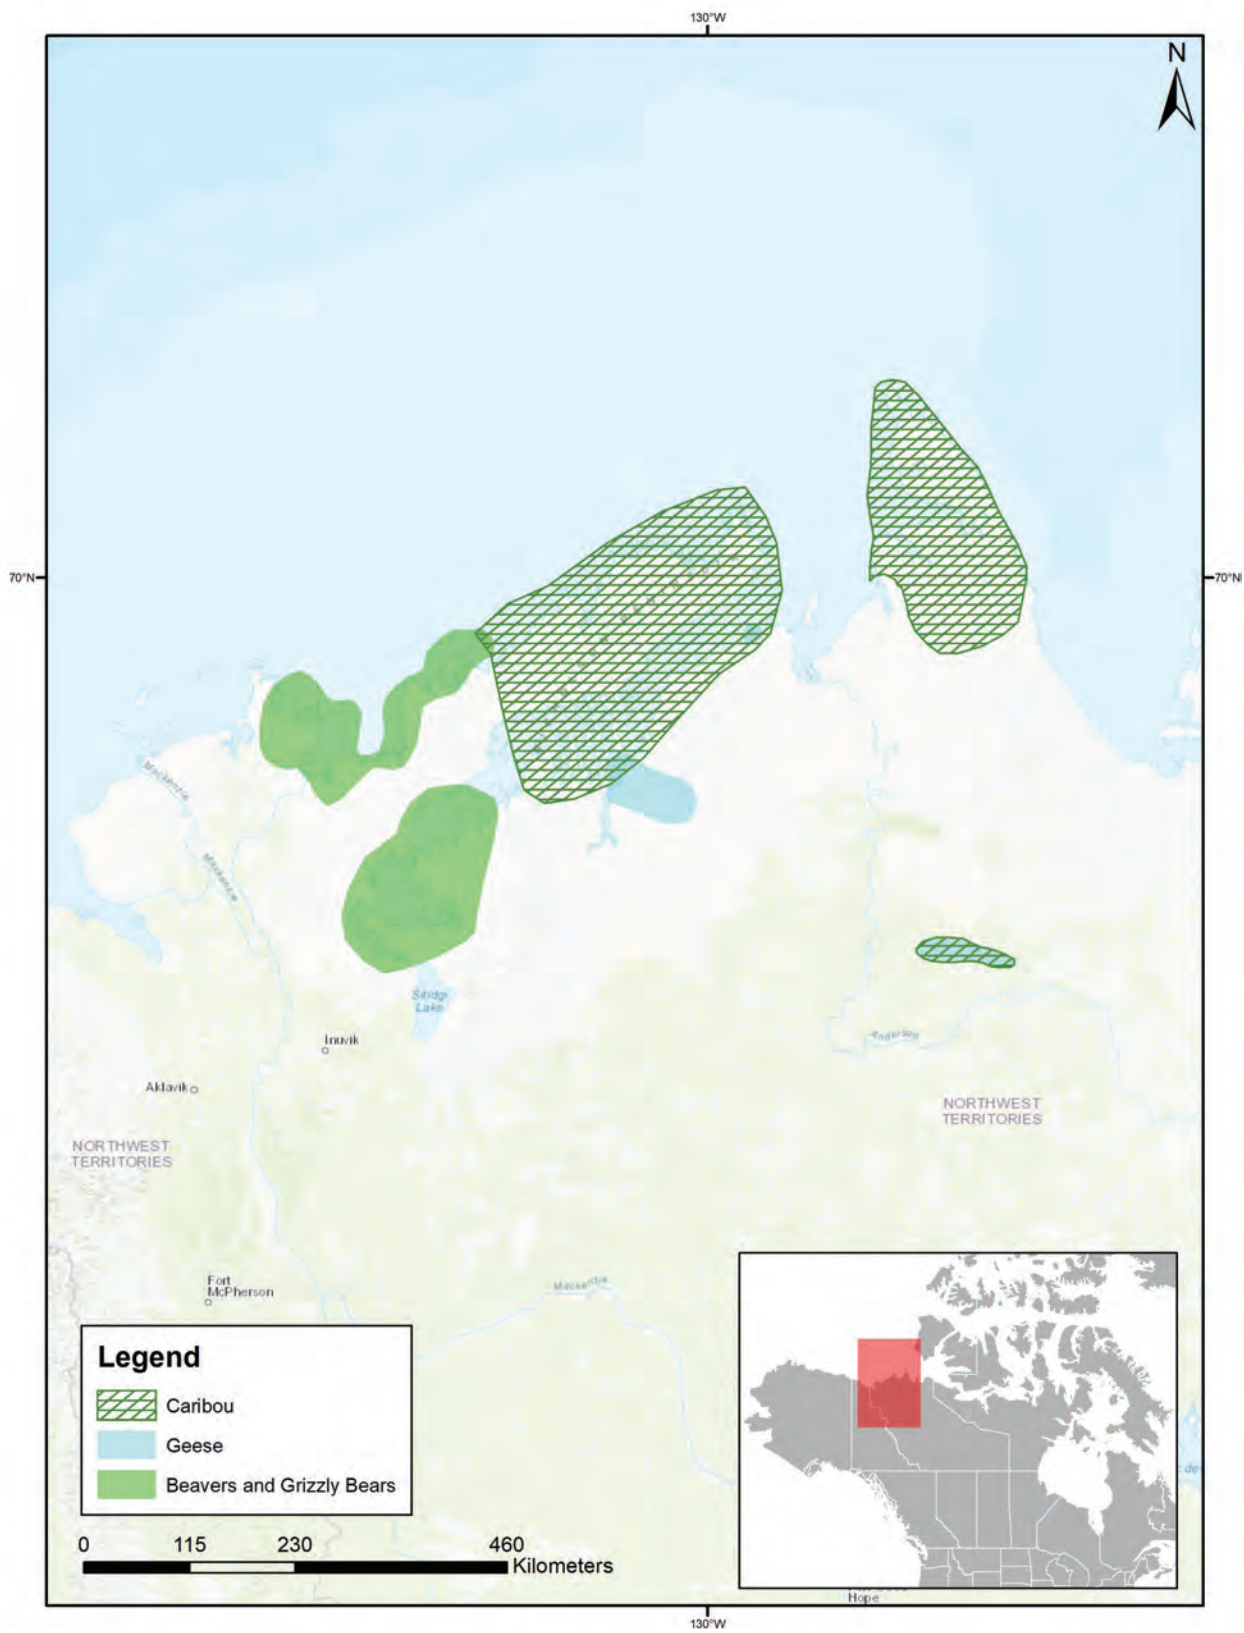 130°W
N
70°N
70°N
Mackenzie
Mackenzie
Sitidgi
Lake
Inuvik
Aklavik
Anderson
NORTHWEST
TERRITORIES
NORTHWEST
TERRITORIES
Fort
McPherson
Mackenzie
Legend
Caribou
Geese
Beavers and Grizzly Bears
0 115 230 460
Kilometers
Hope
130°W